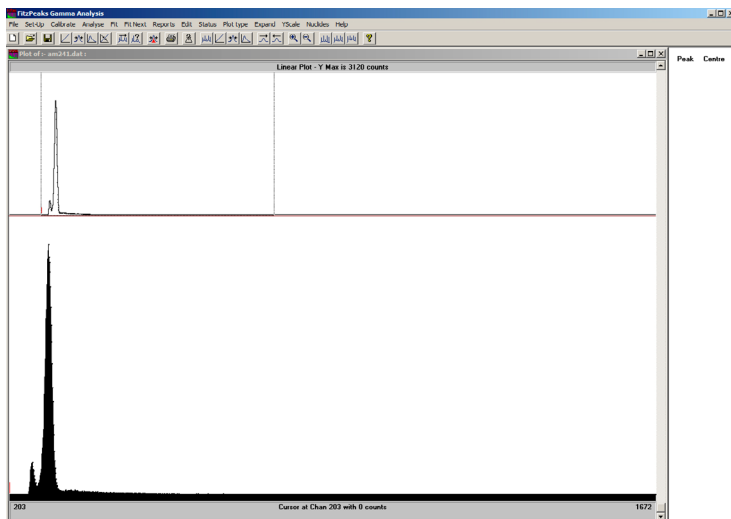 FitzPeaks Gamma Analysis
File Set-Up Calibrate Analyse Fit Fit Next Reports Edit Status Plot type Expand YScale Nuclides Help
Plot of :- am241.dat :
Peak Centre
Linear Plot - Y Max is 3120 counts
203 Cursor at Chan 203 with 0 counts 1672